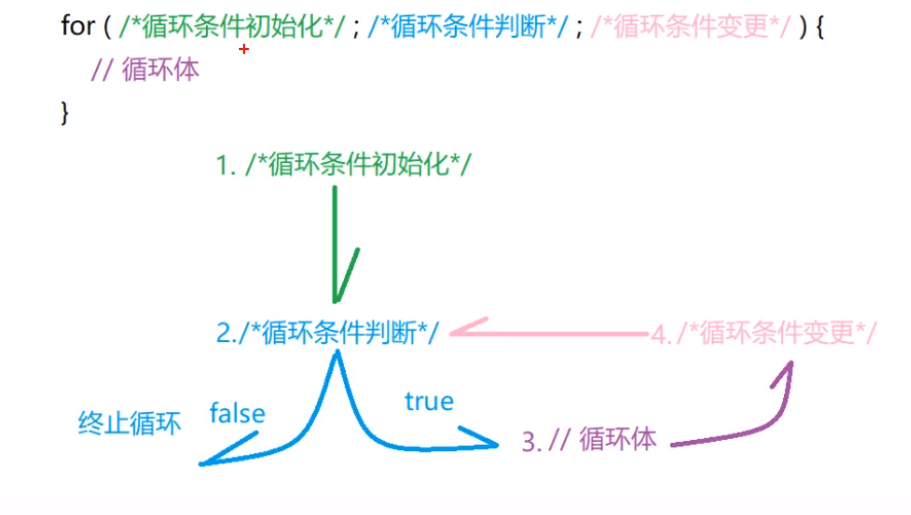 for ( /*循环条件初始化*/ ; /*循环条件判断*/ ; /*循环条件变更*/ ) {
// 循环体
}
1. /*循环条件初始化*/
2./*循环条件判断*/
4. /*循环条件变更*/
终止循环
false
true
3. // 循环体